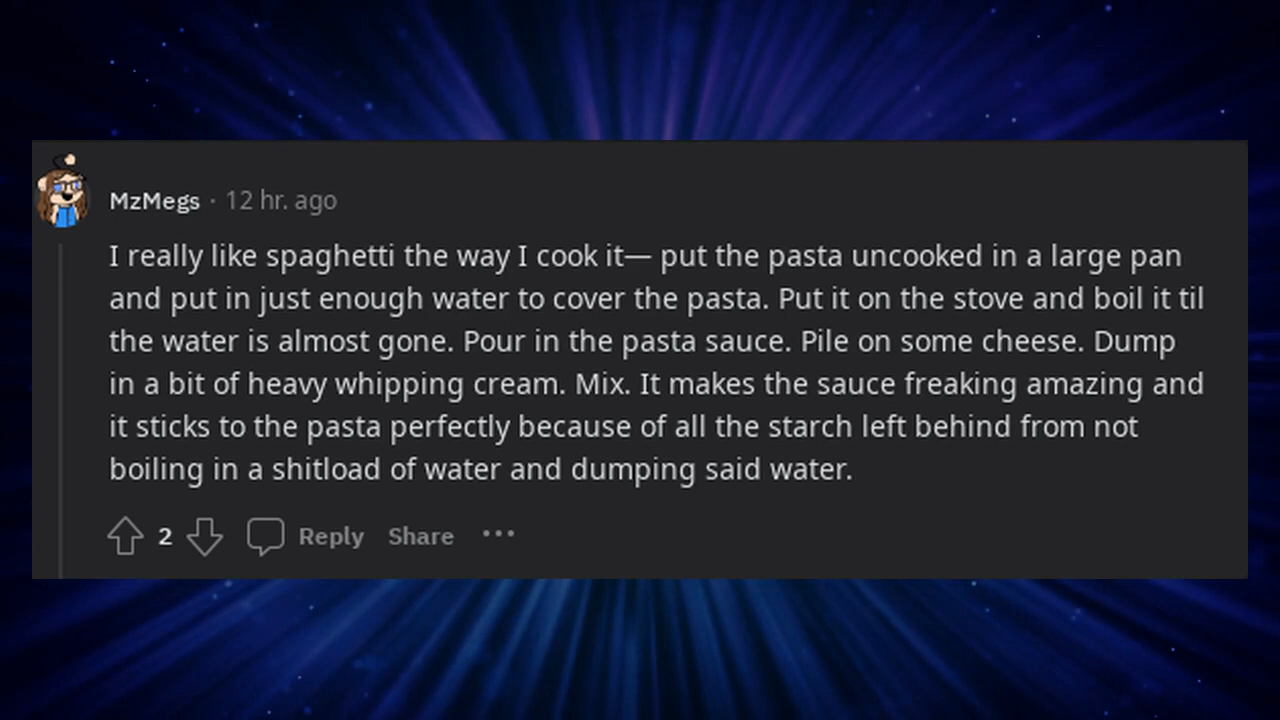 MzMegs · 12 hr. ago
I really like spaghetti the way I cook it— put the pasta uncooked in a large pan
and put in just enough water to cover the pasta. Put it on the stove and boil it til
the water is almost gone. Pour in the pasta sauce. Pile on some cheese. Dump
in a bit of heavy whipping cream. Mix. It makes the sauce freaking amazing and
it sticks to the pasta perfectly because of all the starch left behind from not
boiling in a shitload of water and dumping said water.
2 Reply Share ···